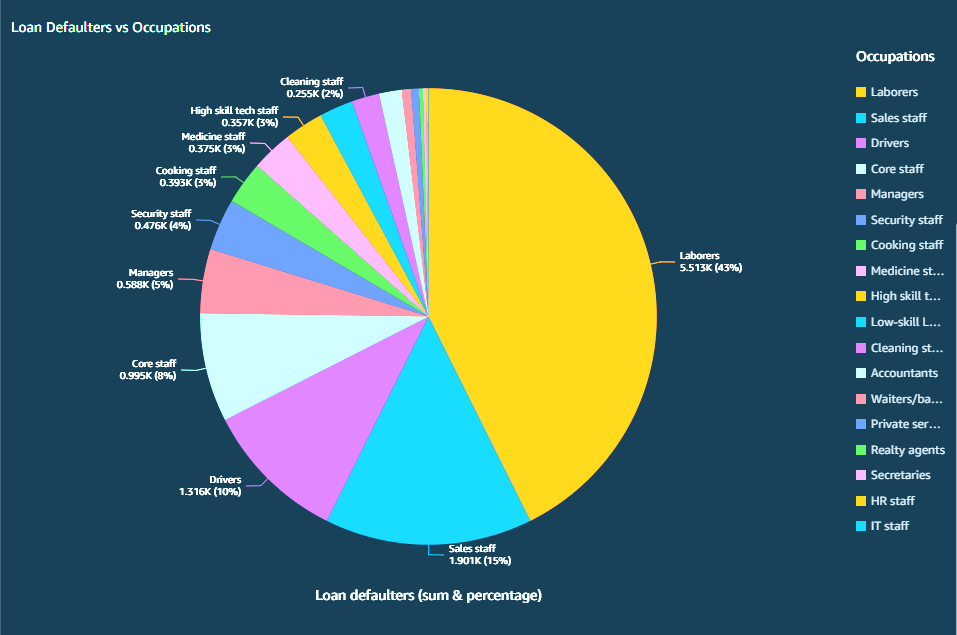 Loan Defaulters vs Occupations
Occupations
Cleaning staff
0.255K (2%)
High skill tech staff
0.357K (3%)
Medicine staff
0.375K (3%)
Cooking staff
0.393K (3%)
Security staff
0.476K (4%)
Managers
0.588K (5%)
Core staff
0.995K (8%)
Drivers
1.316K (10%)
Sales staff
1.901K (15%)
Laborers
5.513K (43%)
Laborers
Sales staff
Drivers
Core staff
Managers
Security staff
Cooking staff
Medicine st...
High skill t...
Low-skill L...
Cleaning st...
Accountants
Waiters/ba...
Private ser...
Realty agents
Secretaries
HR staff
IT staff
Loan defaulters (sum & percentage)